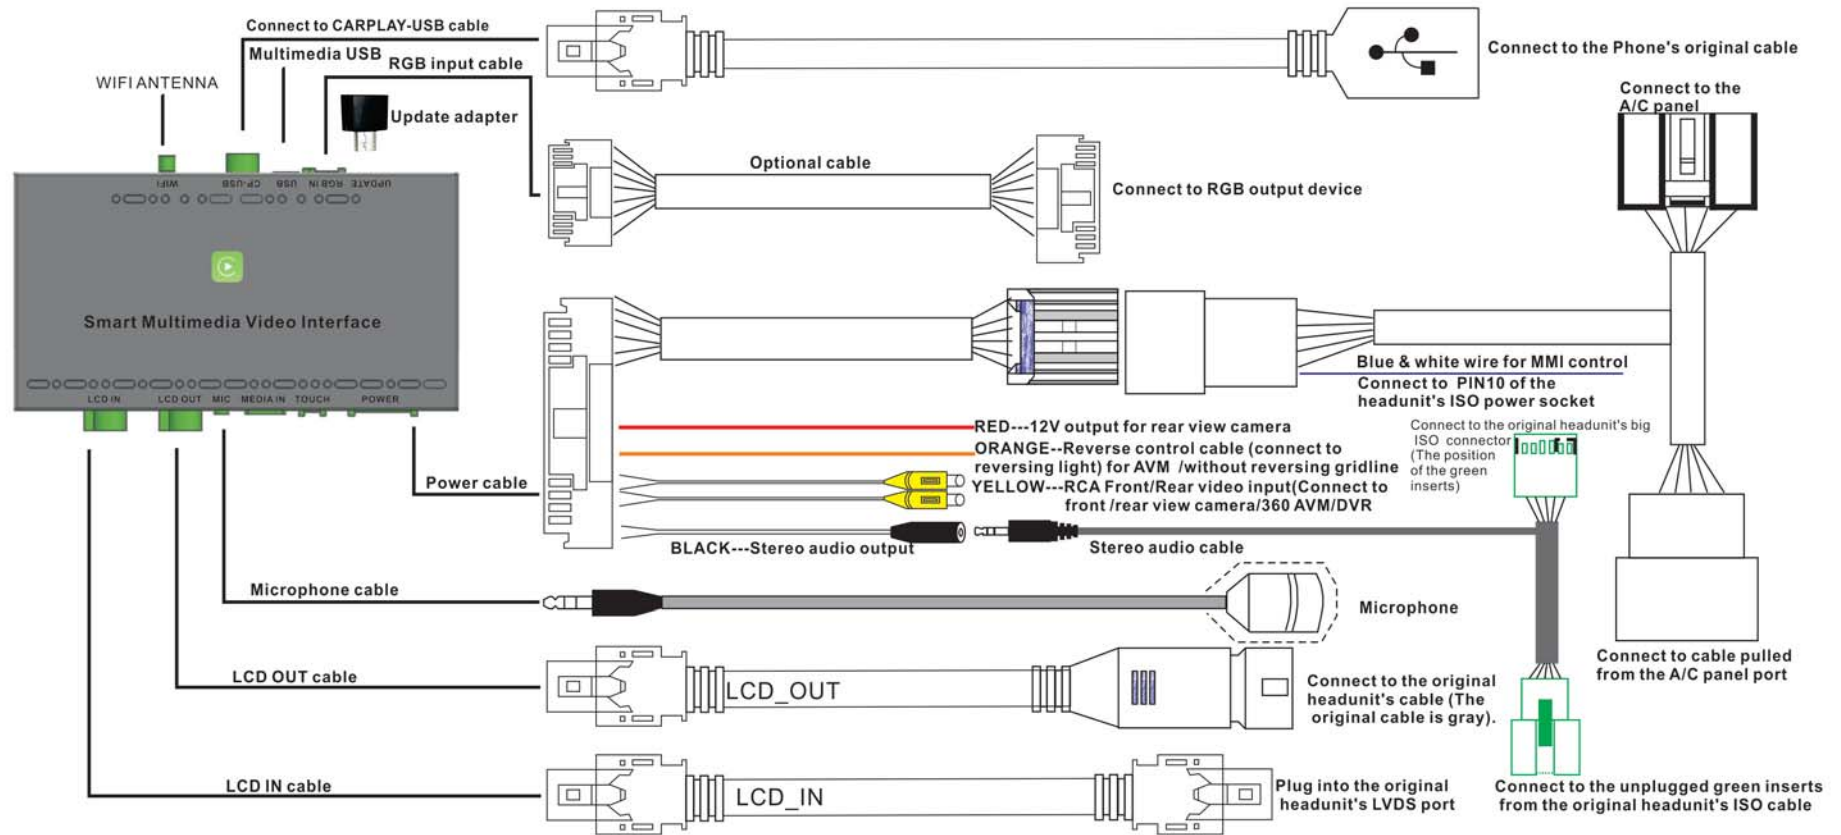 Connect to CARPLAY-USB cable
Multimedia USB
RGB input cable
WIFI ANTENNA
Update adapter
Connect to the Phone's original cable
Connect to the
A/C panel
Optional cable
Connect to RGB output device
WIFI
CP-USB
USB
RGB IN
UPDATE
Smart Multimedia Video Interface
LCD IN
LCD OUT
MIC
MEDIA IN
TOUCH
POWER
Blue & white wire for MMI control
Connect to PIN10 of the
headunit's ISO power socket
RED---12V output for rear view camera
ORANGE--Reverse control cable (connect to
reversing light) for AVM /without reversing gridline
YELLOW---RCA Front/Rear video input(Connect to
front /rear view camera/360 AVM/DVR
Connect to the original headunit's big
ISO connector
(The position
of the green
inserts)
Power cable
BLACK---Stereo audio output
Stereo audio cable
Microphone cable
Microphone
Connect to cable pulled
from the A/C panel port
LCD OUT cable
LCD_OUT
Connect to the original
headunit's cable (The
original cable is gray).
LCD IN cable
LCD_IN
Plug into the original
headunit's LVDS port
Connect to the unplugged green inserts
from the original headunit's ISO cable